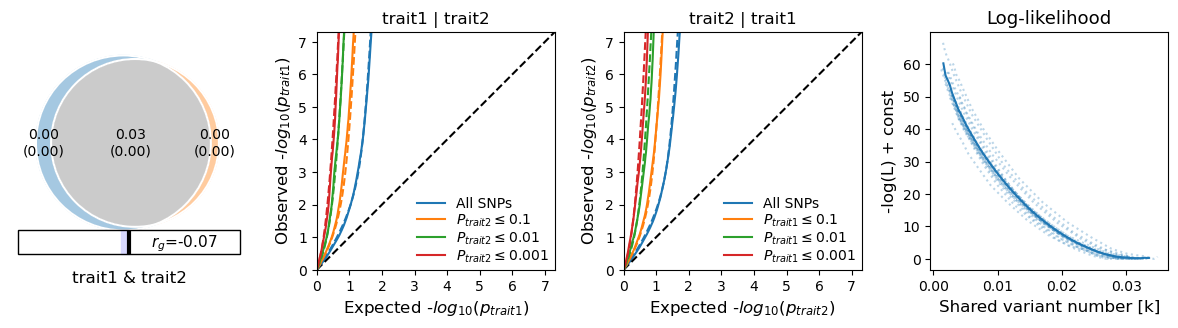 0.00
(0.00)
0.03
(0.00)
0.00
(0.00)
r_g=-0.07
trait1 & trait2
trait1 | trait2
Observed -log10(p_trait1)
7
6
5
4
3
2
1
0
0 1 2 3 4 5 6 7
Expected -log10(p_trait1)
All SNPs
P_trait2 ≤ 0.1
P_trait2 ≤ 0.01
P_trait2 ≤ 0.001
trait2 | trait1
Observed -log10(p_trait2)
7
6
5
4
3
2
1
0
0 1 2 3 4 5 6 7
Expected -log10(p_trait2)
All SNPs
P_trait1 ≤ 0.1
P_trait1 ≤ 0.01
P_trait1 ≤ 0.001
Log-likelihood
-log(L) + const
60
50
40
30
20
10
0
0.00 0.01 0.02 0.03
Shared variant number [k]